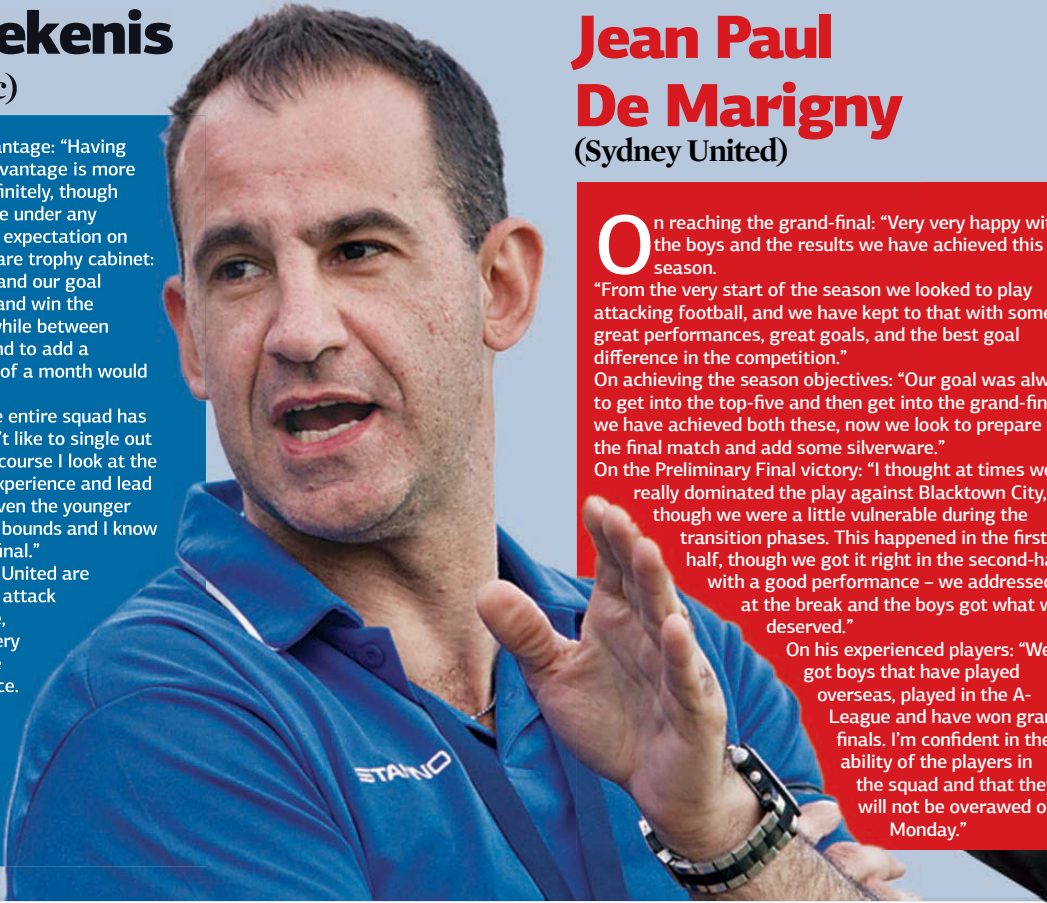 ekenis
c)
antage: “Having
vantage is more
finitely, though
e under any
expectation on
are trophy cabinet:
and our goal
and win the
while between
nd to add a
of a month would
e entire squad has
’t like to single out
course I look at the
xperience and lead
ven the younger
bounds and I know
inal.”
United are
attack
e,
ery
e
ce.
STANNO
Jean Paul
De Marigny
(Sydney United)
On reaching the grand-final: “Very very happy wit
the boys and the results we have achieved this
season.
“From the very start of the season we looked to play
attacking football, and we have kept to that with some
great performances, great goals, and the best goal
difference in the competition.”
On achieving the season objectives: “Our goal was alw
to get into the top-five and then get into the grand-fin
we have achieved both these, now we look to prepare
the final match and add some silverware.”
On the Preliminary Final victory: “I thought at times we
really dominated the play against Blacktown City,
though we were a little vulnerable during the
transition phases. This happened in the first
half, though we got it right in the second-ha
with a good performance – we addressed
at the break and the boys got what w
deserved.”
On his experienced players: “We
got boys that have played
overseas, played in the A-
League and have won gran
finals. I’m confident in the
ability of the players in
the squad and that they
will not be overawed o
Monday.”